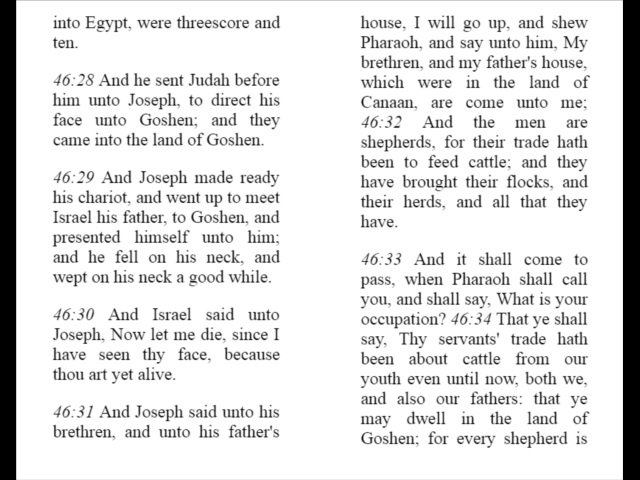 into Egypt, were threescore and
ten.
46:28 And he sent Judah before
him unto Joseph, to direct his
face unto Goshen; and they
came into the land of Goshen.
46:29 And Joseph made ready
his chariot, and went up to meet
Israel his father, to Goshen, and
presented himself unto him;
and he fell on his neck, and
wept on his neck a good while.
46:30 And Israel said unto
Joseph, Now let me die, since I
have seen thy face, because
thou art yet alive.
46:31 And Joseph said unto his
brethren, and unto his father's
house, I will go up, and shew
Pharaoh, and say unto him, My
brethren, and my father's house,
which were in the land of
Canaan, are come unto me;
46:32 And the men are
shepherds, for their trade hath
been to feed cattle; and they
have brought their flocks, and
their herds, and all that they
have.
46:33 And it shall come to
pass, when Pharaoh shall call
you, and shall say, What is your
occupation? 46:34 That ye shall
say, Thy servants' trade hath
been about cattle from our
youth even until now, both we,
and also our fathers: that ye
may dwell in the land of
Goshen; for every shepherd is